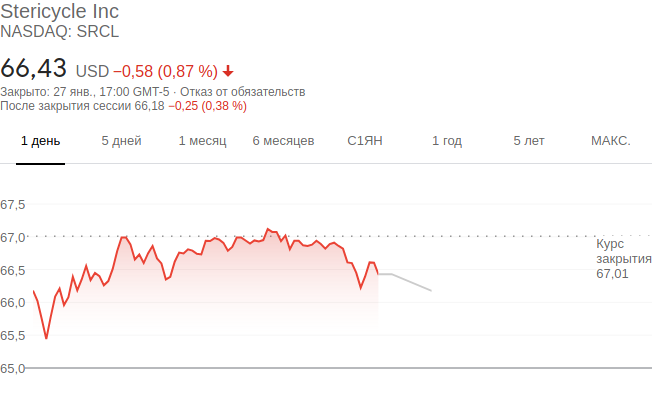 Stericycle Inc
NASDAQ: SRCL
66,43 USD −0,58 (0,87 %)
Закрыто: 27 янв., 17:00 GMT-5 · Отказ от обязательств
После закрытия сессии 66,18 −0,25 (0,38 %)
1 день 5 дней 1 месяц 6 месяцев С1ЯН 1 год 5 лет МАКС.
67,5
67,0
Курс
закрытия
67,01
66,5
66,0
65,5
65,0